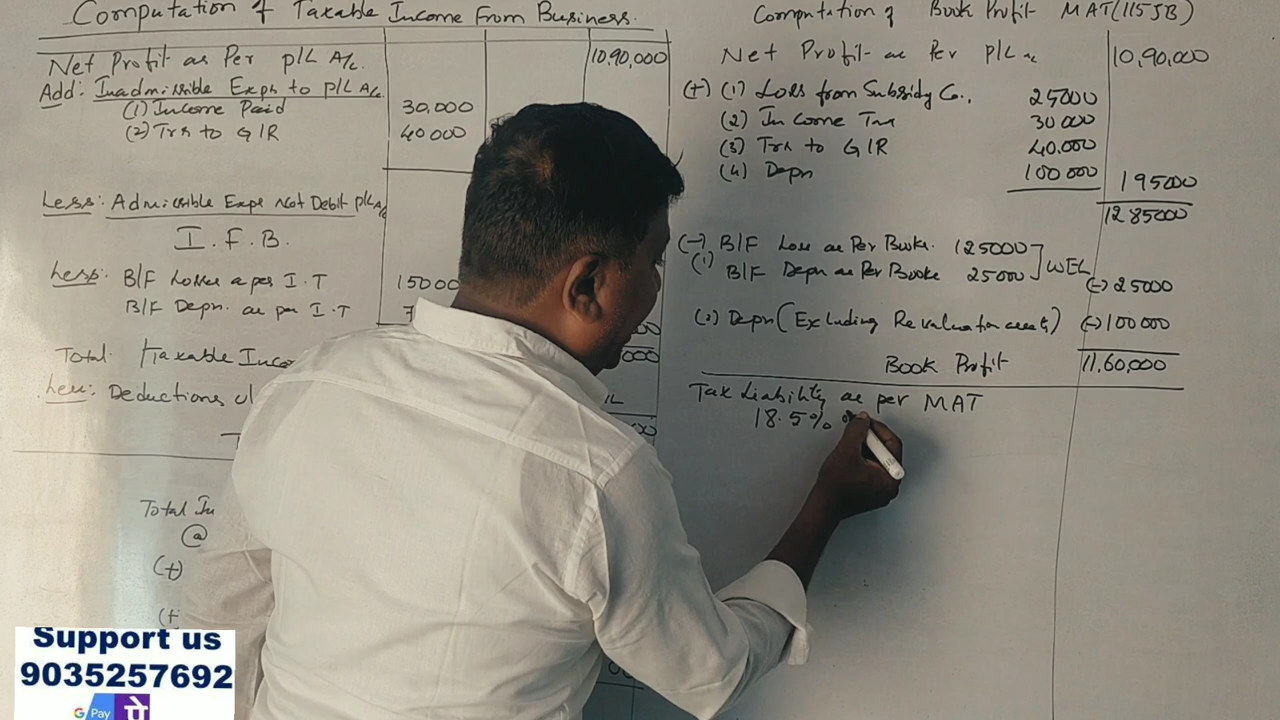 Computation of Taxable Income From Business.
Net Profit as Per P/L A/c. 10,90,000
Add: Inadmissible Exps to P/L A/c
(1) Income Paid 30,000
(2) Trs to G/R 40000
Less: Admissible Exps Not Debit P/L A/c
I.F.B.
Less: B/F Losses as per I.T
B/F Depn. as per I.T
Total Taxable
Less: Deductions
Total
@
(+)
Computation of Book Profit MAT (115JB)
Net Profit as Per P/L A/c 10,90,000
(+) (1) Loss from Subsidy Co., 25000
(2) Income Tax 30000
(3) Trs to G/R 40.000
(4) Depn 100000 195000
1285000
(-) B/F Loss as Per Books. 125000
(1) B/F Depn as Per Books 25000 WEL (-) 25000
Depn (Excluding Revaluation assets) (-) 100000
Book Profit 11,60,000
Tax Liability as per MAT
18.5%
Support us
9035257692
G Pay